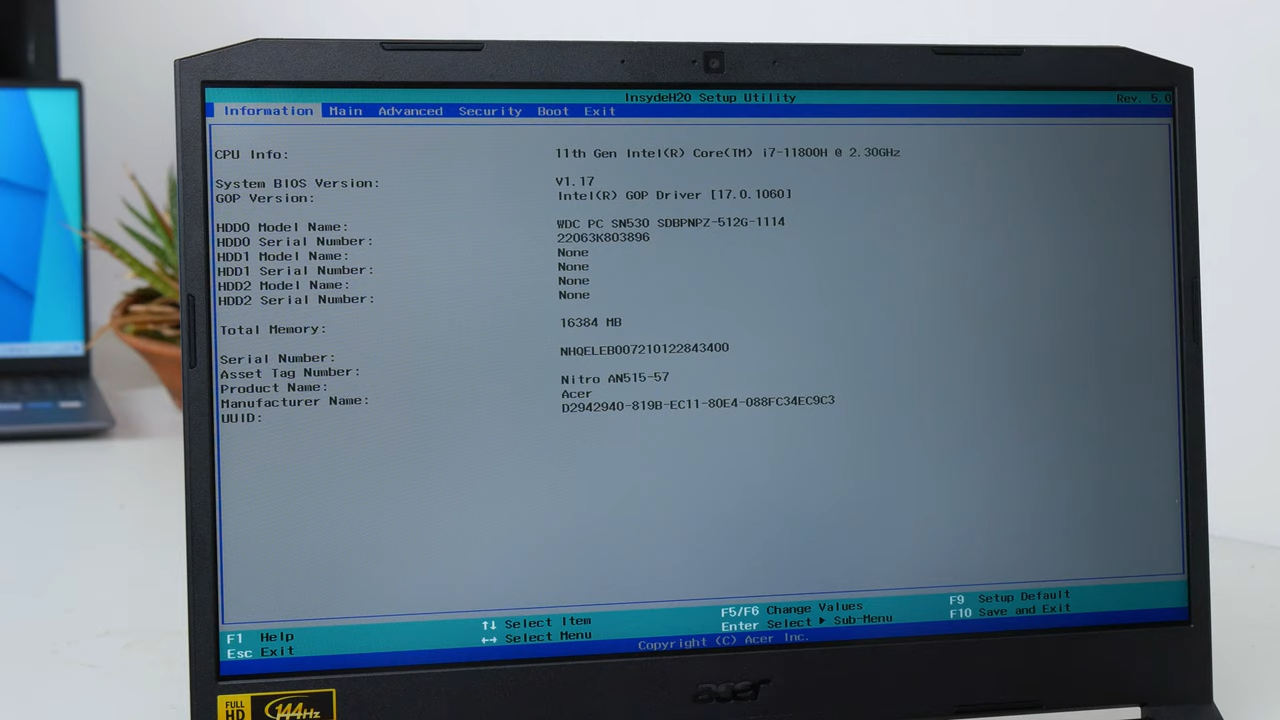 InsydeH20 Setup Utility Rev. 5.0
Information Main Advanced Security Boot Exit
CPU Info: 11th Gen Intel(R) Core(TM) i7-11800H @ 2.30GHz
System BIOS Version: V1.17
GOP Version: Intel(R) GOP Driver [17.0.1060]
HDD0 Model Name: WDC PC SN530 SDBPNPZ-512G-1114
HDD0 Serial Number: 22063K803896
HDD1 Model Name: None
HDD1 Serial Number: None
HDD2 Model Name: None
HDD2 Serial Number: None
Total Memory: 16384 MB
Serial Number: NHQELEB007210122843400
Asset Tag Number:
Product Name: Nitro AN515-57
Manufacturer Name: Acer
UUID: D2942940-819B-EC11-80E4-088FC34EC9C3
F1 Help ↑↓ Select Item F5/F6 Change Values F9 Setup Default
Esc Exit ↔ Select Menu Enter Select ▶ Sub-Menu F10 Save and Exit
Copyright (C) Acer Inc.
acer
FULL HD 144Hz